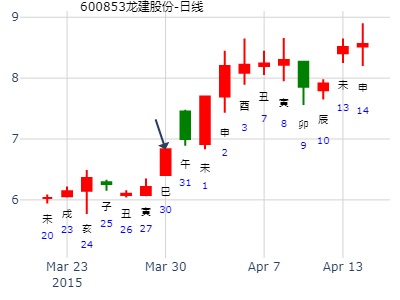 600853龙建股份-日线
9
8
7
6
未
20
戌
23
亥
24
子
25
丑
26
寅
27
巳
30
午
31
未
1
申
2
酉
3
丑
7
寅
8
卯
9
辰
10
未
13
申
14
Mar 23
2015
Mar 30
Apr 7
Apr 13